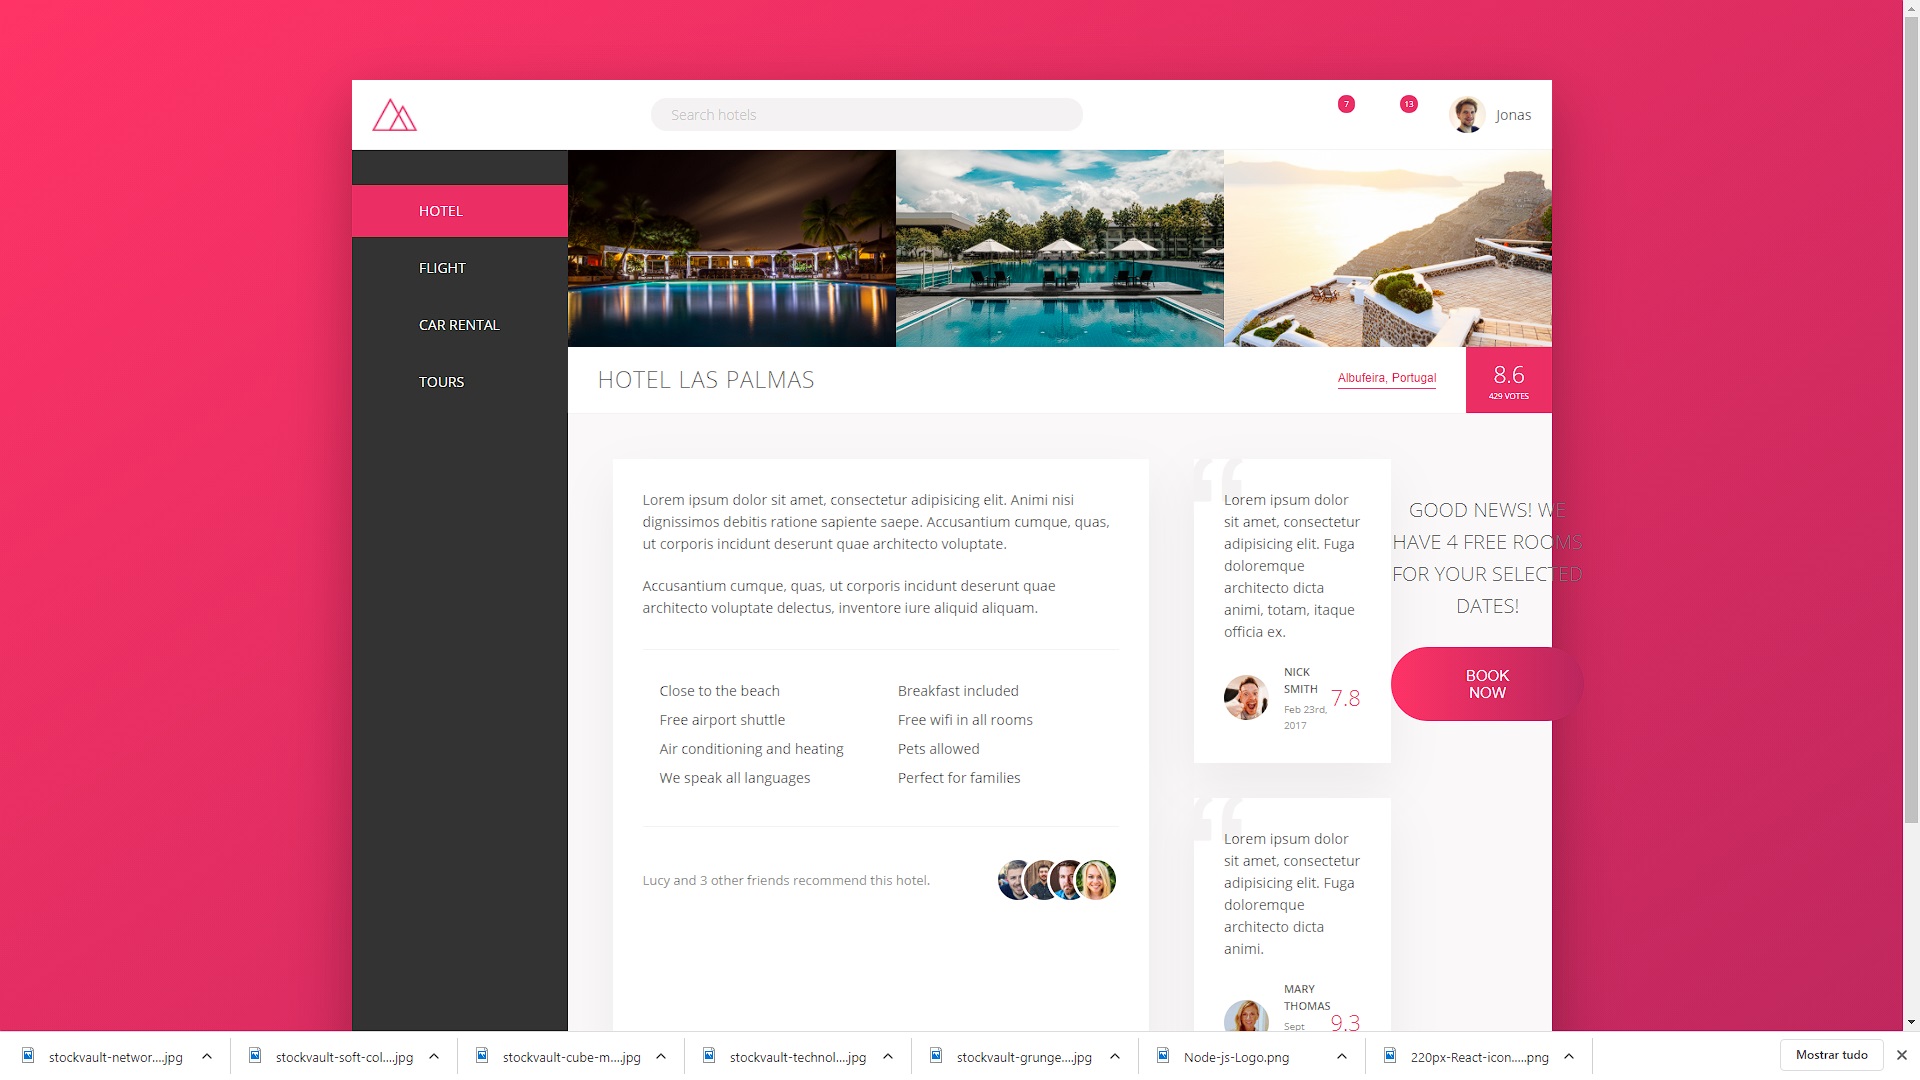 Search hotels
7
13
Jonas
HOTEL
FLIGHT
CAR RENTAL
TOURS
HOTEL LAS PALMAS
Albufeira, Portugal
8.6
429 VOTES
Lorem ipsum dolor sit amet, consectetur adipisicing elit. Animi nisi
dignissimos debitis ratione sapiente saepe. Accusantium cumque, quas,
ut corporis incidunt deserunt quae architecto voluptate.
Accusantium cumque, quas, ut corporis incidunt deserunt quae
architecto voluptate delectus, inventore iure aliquid aliquam.
Close to the beach
Breakfast included
Free airport shuttle
Free wifi in all rooms
Air conditioning and heating
Pets allowed
We speak all languages
Perfect for families
Lucy and 3 other friends recommend this hotel.
“
Lorem ipsum dolor
sit amet, consectetur
adipisicing elit. Fuga
doloremque
architecto dicta
animi, totam, itaque
officia ex.
NICK
SMITH
Feb 23rd,
2017
7.8
“
Lorem ipsum dolor
sit amet, consectetur
adipisicing elit. Fuga
doloremque
architecto dicta
animi.
MARY
THOMAS
Sept
9.3
GOOD NEWS! WE
HAVE 4 FREE ROOMS
FOR YOUR SELECTED
DATES!
BOOK
NOW
stockvault-networ....jpg
stockvault-soft-col....jpg
stockvault-cube-m....jpg
stockvault-technol....jpg
stockvault-grunge....jpg
Node-js-Logo.png
220px-React-icon.....png
Mostrar tudo